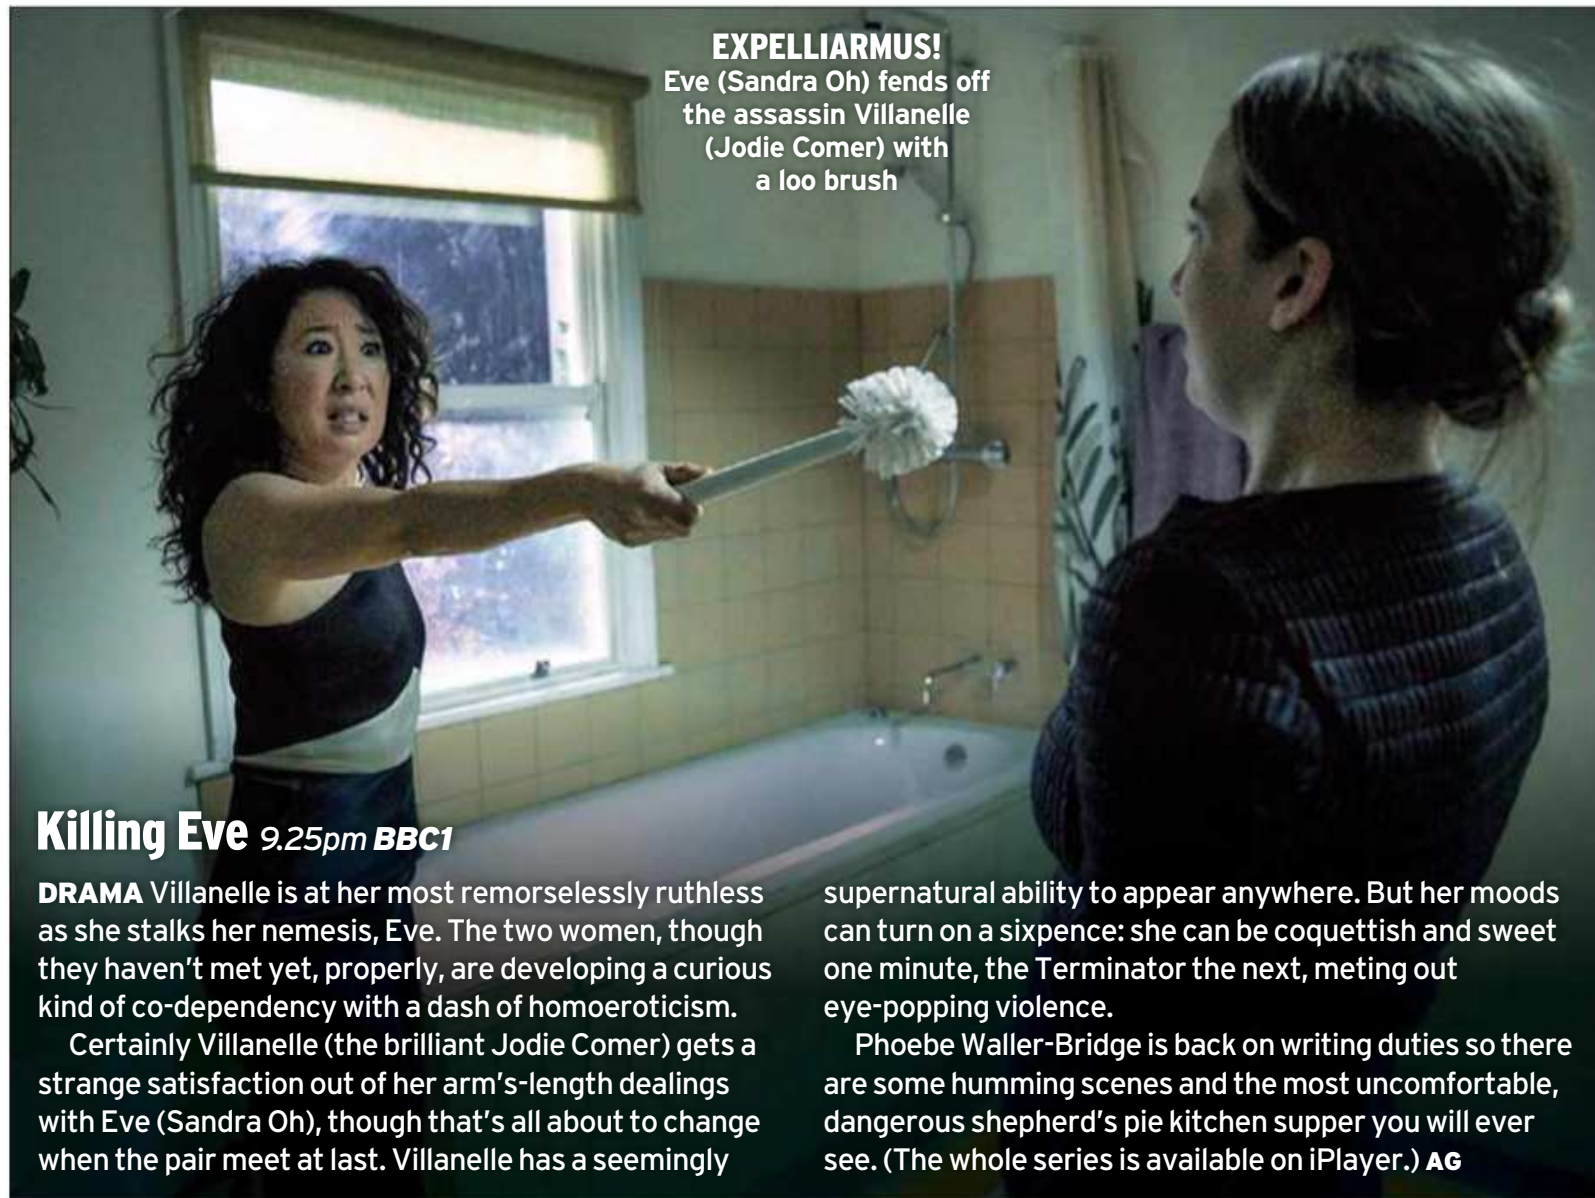 EXPELLIARMUS!
Eve (Sandra Oh) fends off
the assassin Villanelle
(Jodie Comer) with
a loo brush
Killing Eve 9.25pm BBC1
DRAMA Villanelle is at her most remorselessly ruthless
as she stalks her nemesis, Eve. The two women, though
they haven't met yet, properly, are developing a curious
kind of co-dependency with a dash of homoeroticism.
Certainly Villanelle (the brilliant Jodie Comer) gets a
strange satisfaction out of her arm's-length dealings
with Eve (Sandra Oh), though that's all about to change
when the pair meet at last. Villanelle has a seemingly
supernatural ability to appear anywhere. But her moods
can turn on a sixpence: she can be coquettish and sweet
one minute, the Terminator the next, meting out
eye-popping violence.
Phoebe Waller-Bridge is back on writing duties so there
are some humming scenes and the most uncomfortable,
dangerous shepherd's pie kitchen supper you will ever
see. (The whole series is available on iPlayer.) AG